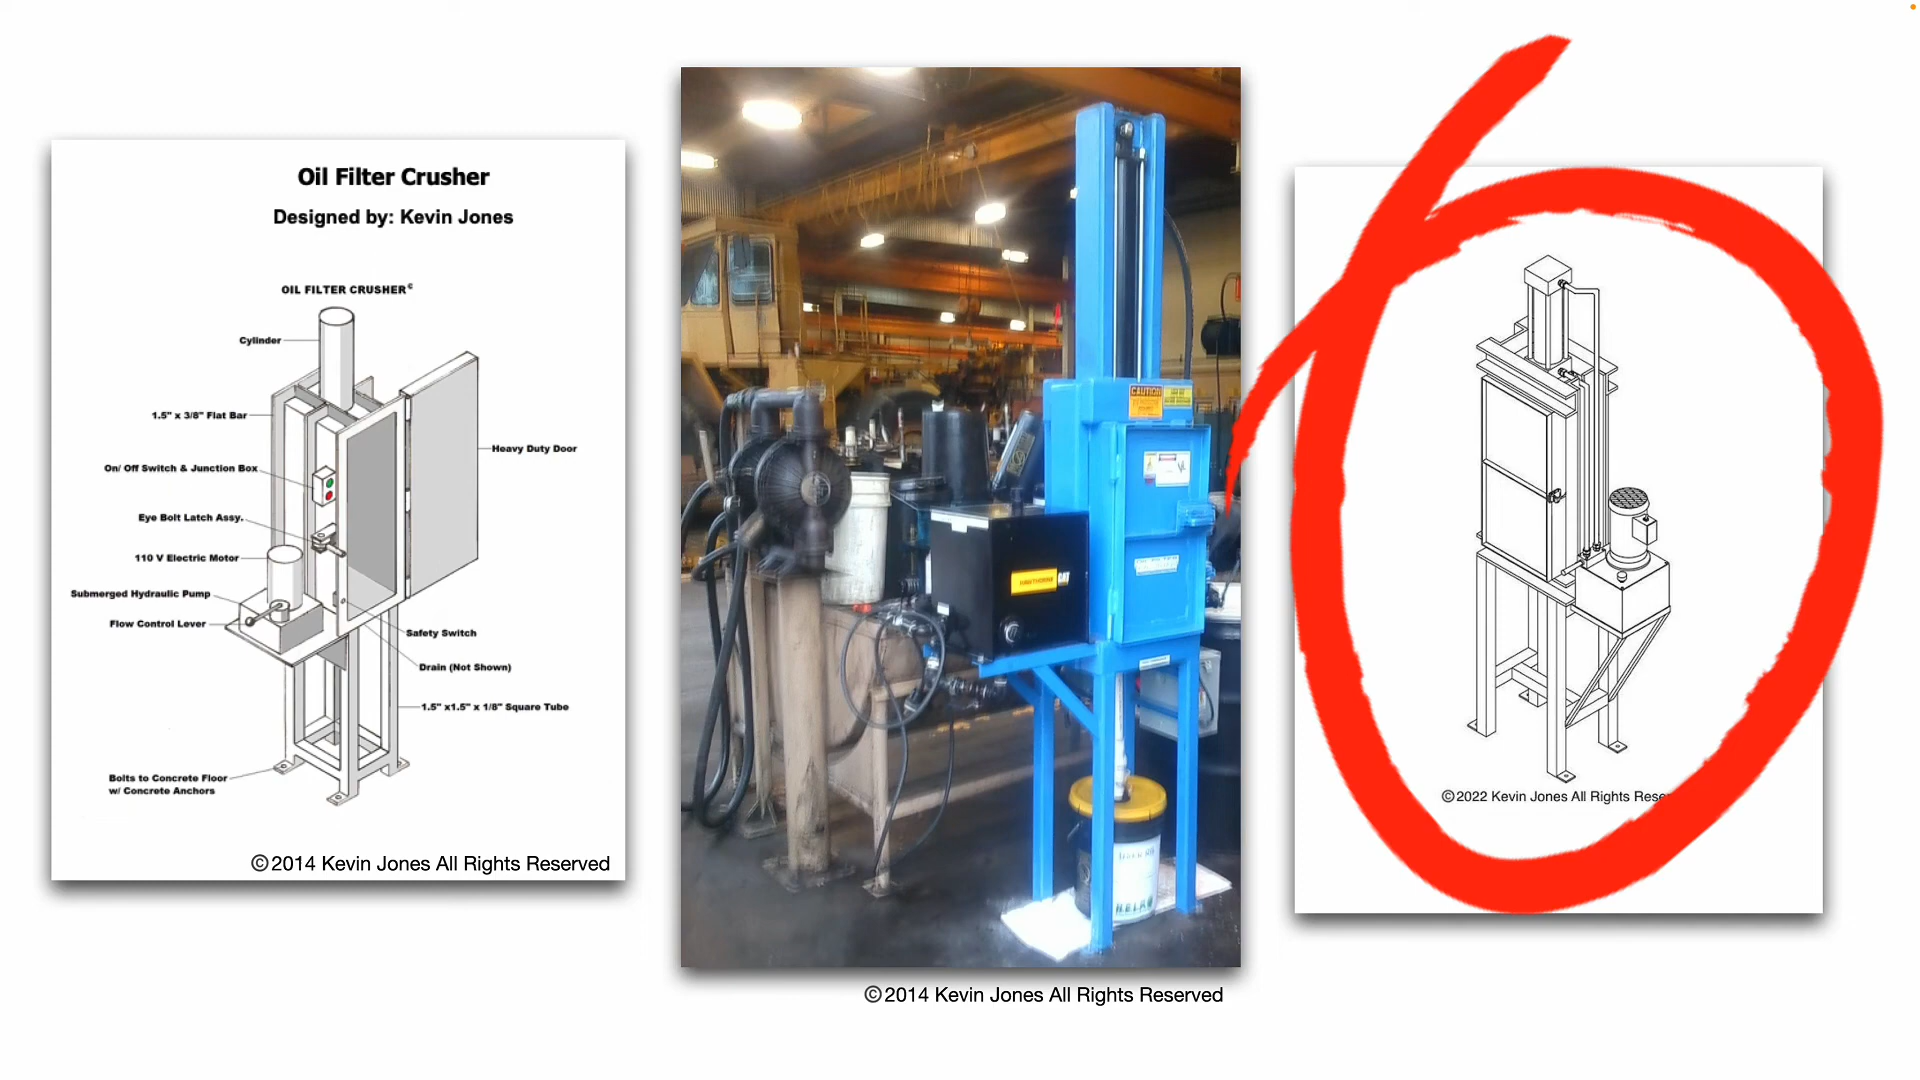 Oil Filter Crusher
Designed by: Kevin Jones
OIL FILTER CRUSHER©
Cylinder
1.5" x 3/8" Flat Bar
Heavy Duty Door
On/ Off Switch & Junction Box
Eye Bolt Latch Assy.
110 V Electric Motor
Submerged Hydraulic Pump
Flow Control Lever
Safety Switch
Drain (Not Shown)
1.5" x1.5" x 1/8" Square Tube
Bolts to Concrete Floor
w/ Concrete Anchors
©2014 Kevin Jones All Rights Reserved
CAUTION
HAWTHORNE CAT
©2014 Kevin Jones All Rights Reserved
©2022 Kevin Jones All Rights Rese